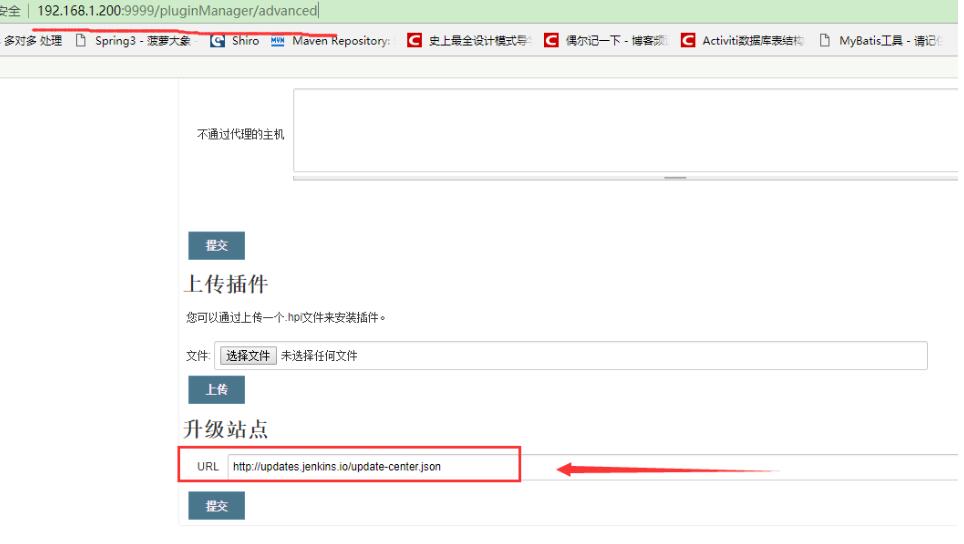 安全 | 192.168.1.200:9999/pluginManager/advanced
多对多 处理 Spring3 - 菠萝大象 Shiro MVN Maven Repository: 史上最全设计模式导 偶尔记一下 - 博客频 Activiti数据库表结构 MyBatis工具 - 请记
不通过代理的主机
提交
上传插件
您可以通过上传一个.hpi文件来安装插件。
文件: 选择文件 未选择任何文件
上传
升级站点
URL http://updates.jenkins.io/update-center.json
提交